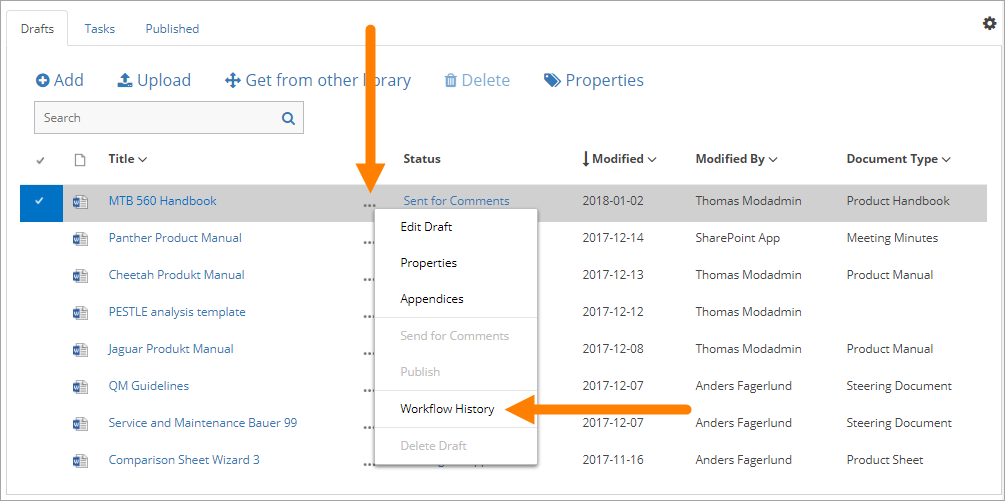 Drafts Tasks Published
Add Upload Get from other library Delete Properties
Search
Title Status Modified Modified By Document Type
MTB 560 Handbook ... Sent for Comments 2018-01-02 Thomas Modadmin Product Handbook
Edit Draft
Panther Product Manual ... 2017-12-14 SharePoint App Meeting Minutes
Properties
Cheetah Produkt Manual ... 2017-12-13 Product Manual Thomas Modadmin
Appendices
PESTLE analysis template ... 2017-12-12 Thomas Modadmin
Send for Comments
Jaguar Produkt Manual ... 2017-12-08 Thomas Modadmin Product Manual
Publish
QM Guidelines ... 2017-12-07 Anders Fagerlund Steering Document
Workflow History
Service and Maintenance Bauer 99 ... 2017-12-07 Anders Fagerlund Steering Document
Delete Draft
Comparison Sheet Wizard 3 ... 2017-11-16 Anders Fagerlund Product Sheet